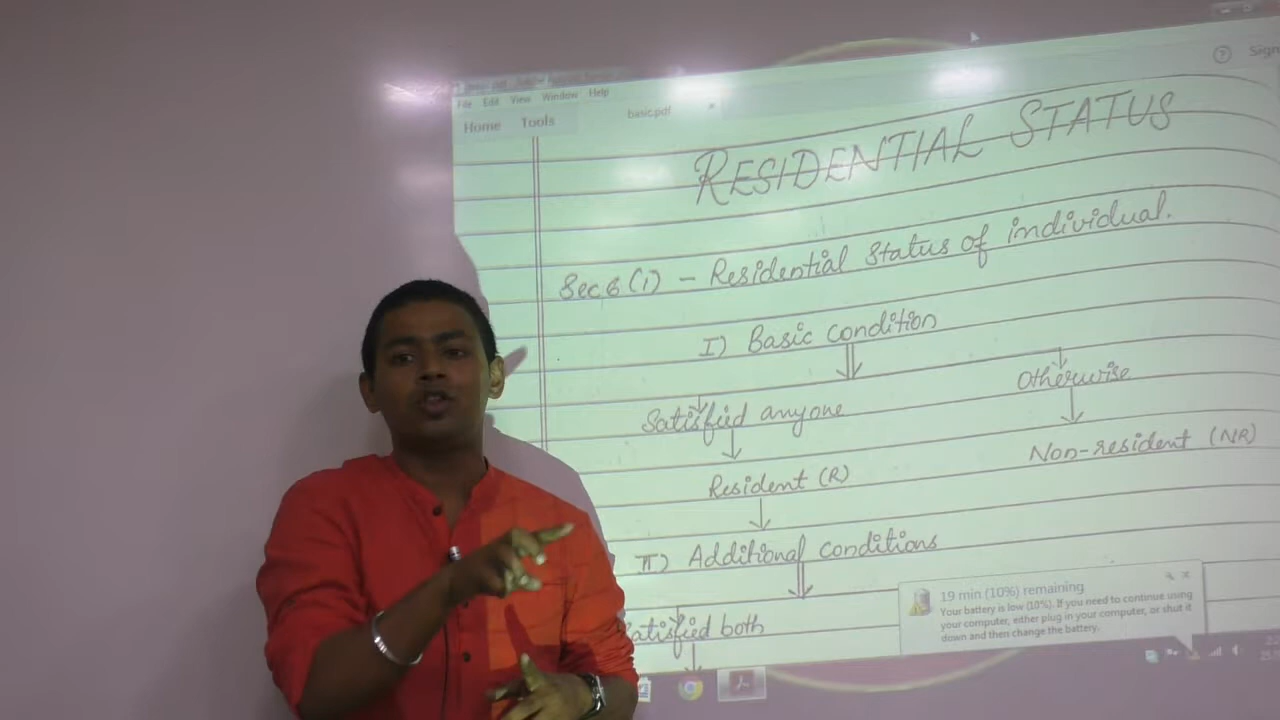 File Edit View Window Help
Home Tools
basic.pdf
Sign
RESIDENTIAL STATUS
Sec 6 (1) - Residential Status of individual.
I) Basic condition
Otherwise
Satisfied anyone
Non-resident (NR)
Resident (R)
II) Additional conditions
Satisfied both
19 min (10%) remaining
Your battery is low (10%). If you need to continue using
your computer, either plug in your computer, or shut it
down and then change the battery.